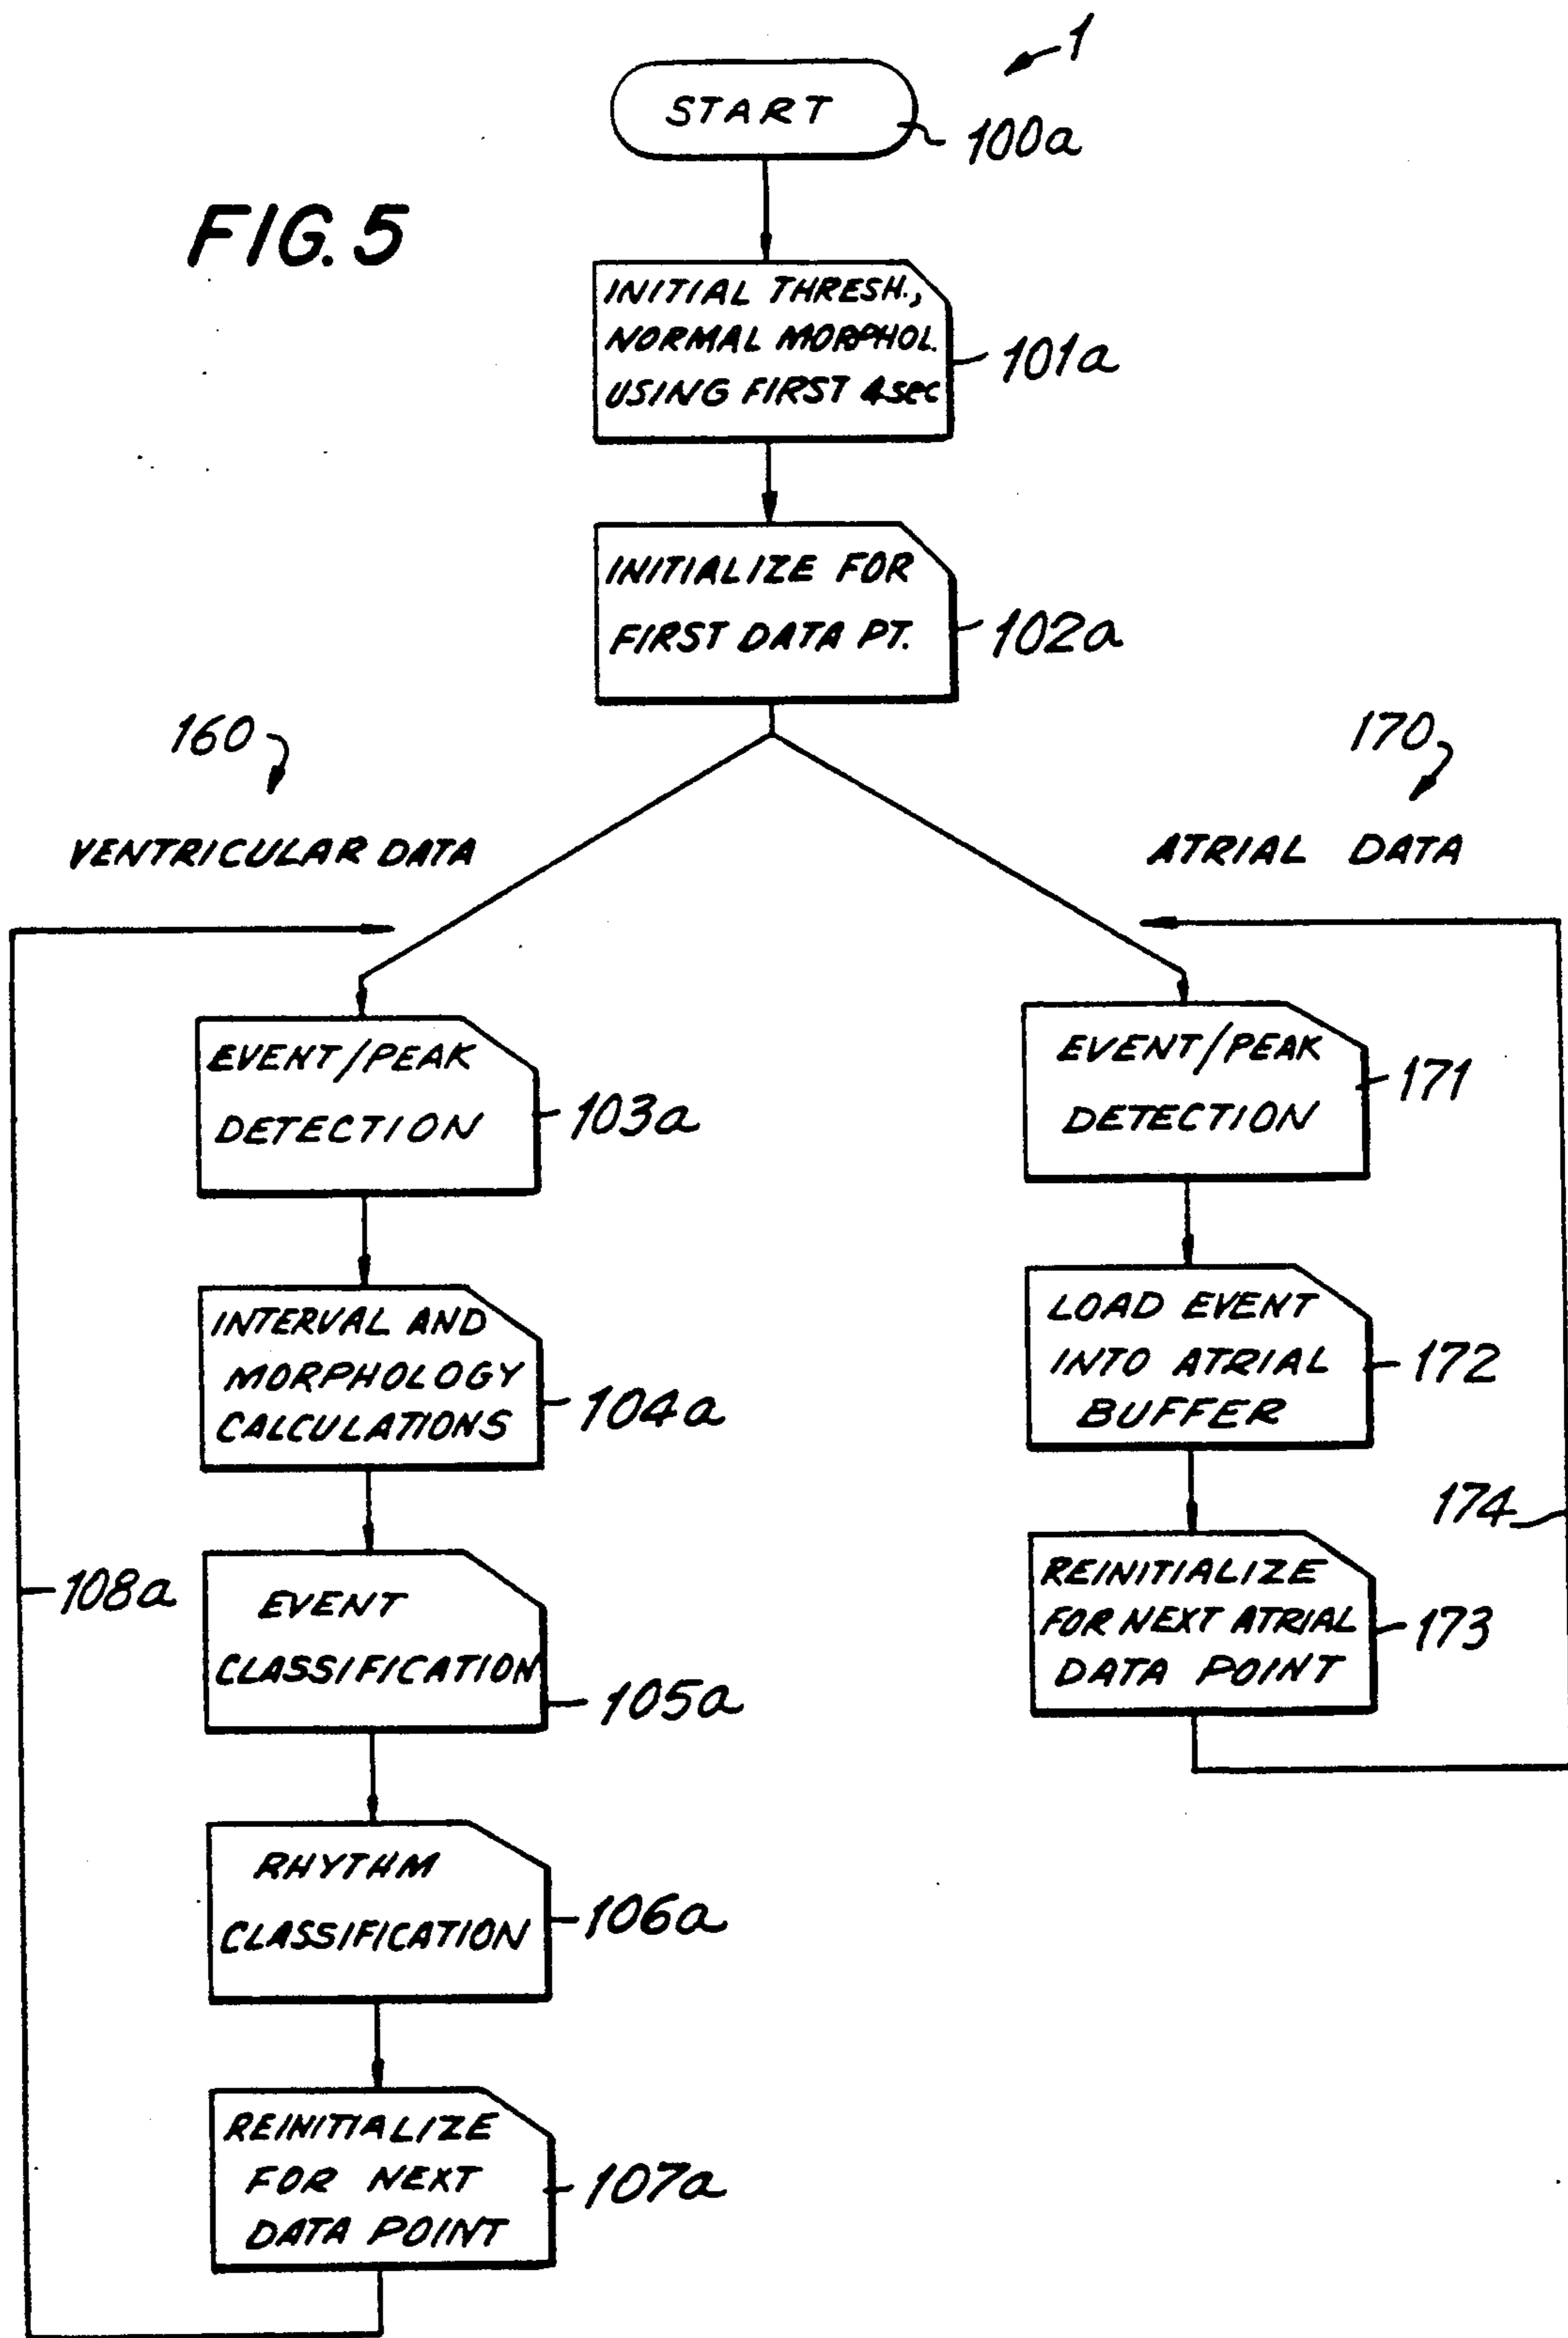 1
START
100a
FIG. 5
INITIAL THRESH.,
NORMAL MORPHOL.
USING FIRST 4sec
101a
INITIALIZE FOR
FIRST DATA PT.
102a
160
VENTRICULAR DATA
170
ATRIAL DATA
EVENT/PEAK
DETECTION
103a
INTERVAL AND
MORPHOLOGY
CALCULATIONS
104a
108a
EVENT
CLASSIFICATION
105a
RHYTHM
CLASSIFICATION
106a
REINITIALIZE
FOR NEXT
DATA POINT
107a
EVENT/PEAK
DETECTION
171
LOAD EVENT
INTO ATRIAL
BUFFER
172
174
REINITIALIZE
FOR NEXT ATRIAL
DATA POINT
173